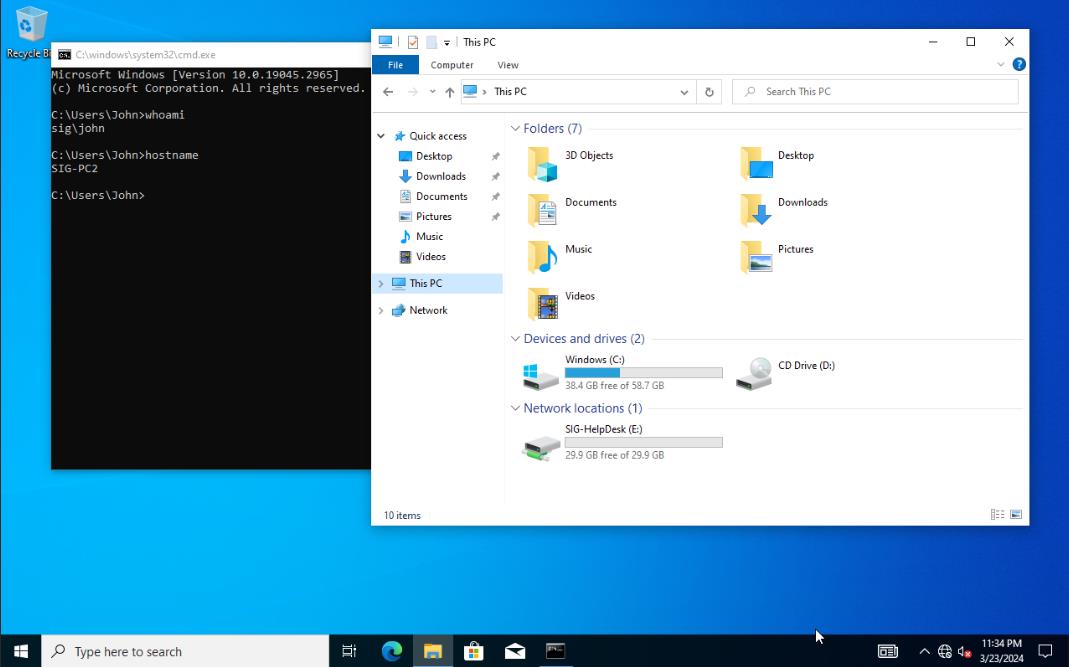 Recycle B
C:\windows\system32\cmd.exe
Microsoft Windows [Version 10.0.19045.2965]
(c) Microsoft Corporation. All rights reserved.
C:\Users\John>whoami
sig\john
C:\Users\John>hostname
SIG-PC2
C:\Users\John>
This PC
File Computer View
This PC
Search This PC
Quick access
Desktop
Downloads
Documents
Pictures
Music
Videos
This PC
Network
Folders (7)
3D Objects
Desktop
Documents
Downloads
Music
Pictures
Videos
Devices and drives (2)
Windows (C:)
38.4 GB free of 58.7 GB
CD Drive (D:)
Network locations (1)
SIG-HelpDesk (E:)
29.9 GB free of 29.9 GB
10 items
Type here to search
11:34 PM
3/23/2024